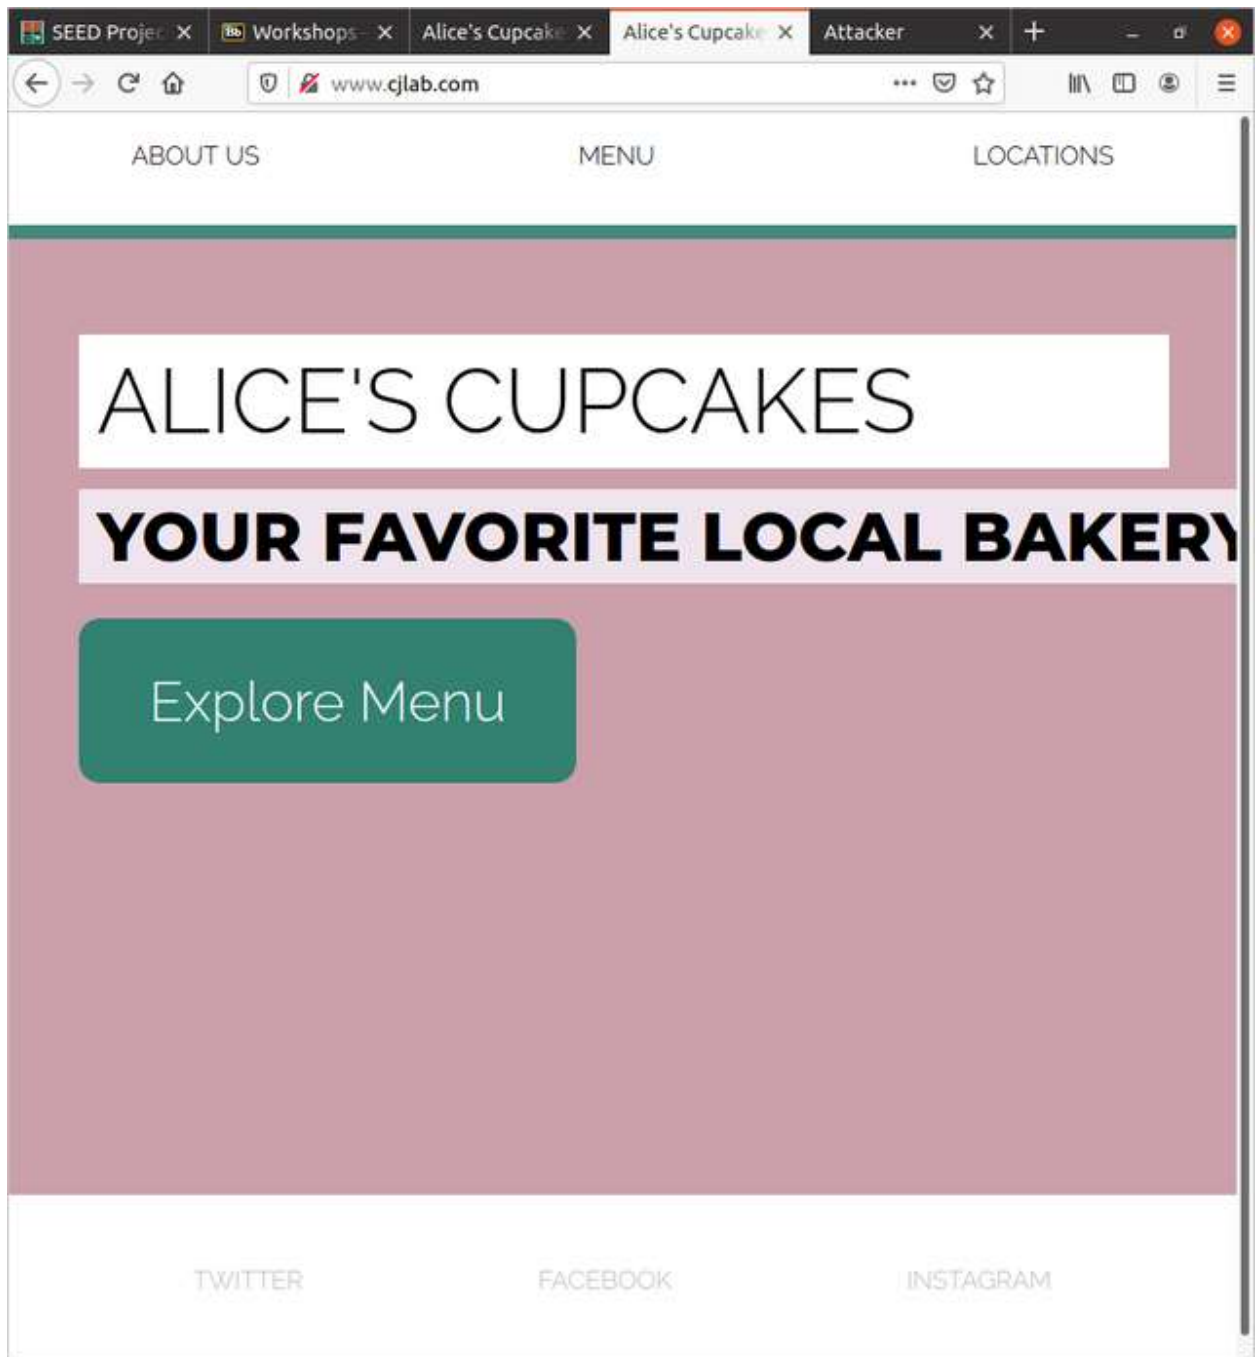 SEED Projec Workshops - Alice's Cupcake Alice's Cupcake Attacker
www.cjlab.com
ABOUT US MENU LOCATIONS
ALICE'S CUPCAKES
YOUR FAVORITE LOCAL BAKERY
Explore Menu
TWITTER FACEBOOK INSTAGRAM